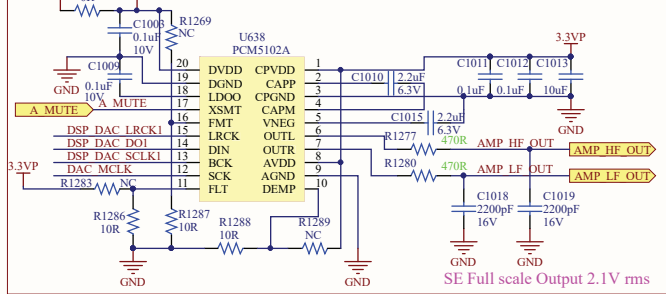 C1003
0.1uF
10V
R1269
NC
U638
PCM5102A
3.3VP
GND
C1009
0.1uF
10V
20 DVDD CPVDD 1
19 DGND CAPP 2
18 LDOO CPGND 3
17 XSMT CAPM 4
16 FMT VNEG 5
15 LRCK OUTL 6
14 DIN OUTR 7
13 BCK AVDD 8
12 SCK AGND 9
11 FLT DEMP 10
C1010 2.2uF
6.3V
C1011
0.1uF
C1012
0.1uF
C1013
10uF
GND
A_MUTE
A_MUTE
C1015 2.2uF
6.3V
DSP_DAC_LRCK1
DSP_DAC_DO1
DSP_DAC_SCLK1
DAC_MCLK
R1277
470R
AMP_HF_OUT
AMP_HF_OUT
R1280
470R
AMP_LF_OUT
AMP_LF_OUT
3.3VP
R1283 NC
R1286
10R
R1287
10R
R1288
10R
R1289
NC
C1018
2200pF
16V
C1019
2200pF
16V
GND
GND
GND
GND
SE Full scale Output 2.1V rms